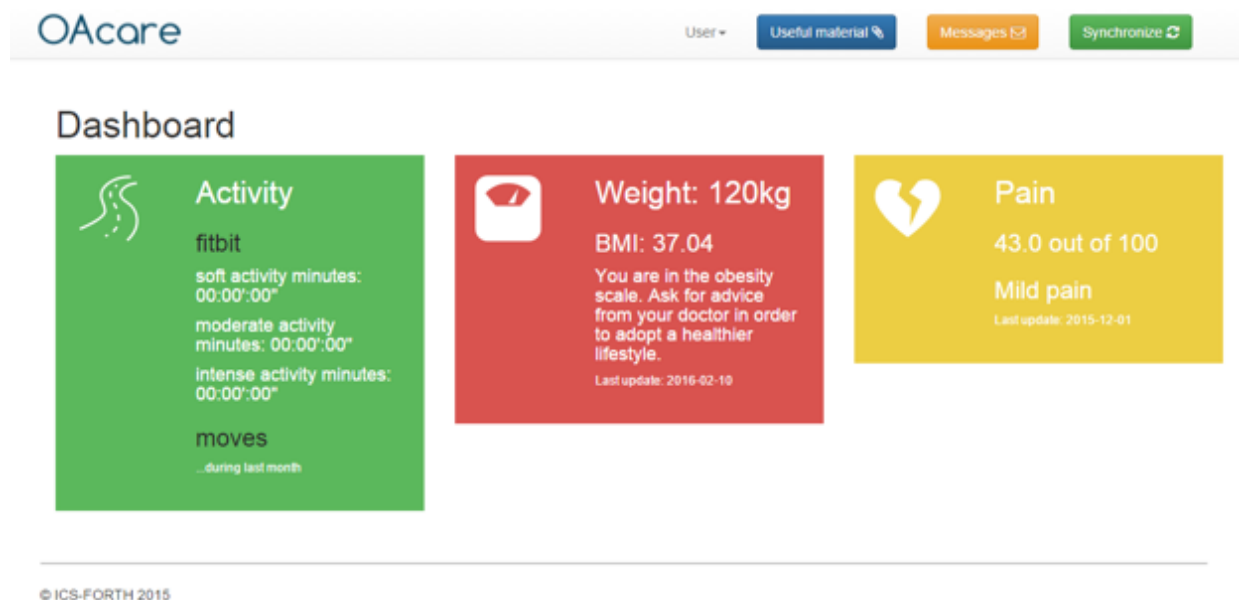 OAcare
User
Useful material
Messages
Synchronize
Dashboard
Activity
fitbit
soft activity minutes:
00:00':00"
moderate activity
minutes: 00:00':00"
intense activity minutes:
00:00':00"
moves
...during last month
Weight: 120kg
BMI: 37.04
You are in the obesity
scale. Ask for advice
from your doctor in order
to adopt a healthier
lifestyle.
Last update: 2016-02-10
Pain
43.0 out of 100
Mild pain
Last update: 2015-12-01
© ICS-FORTH 2015